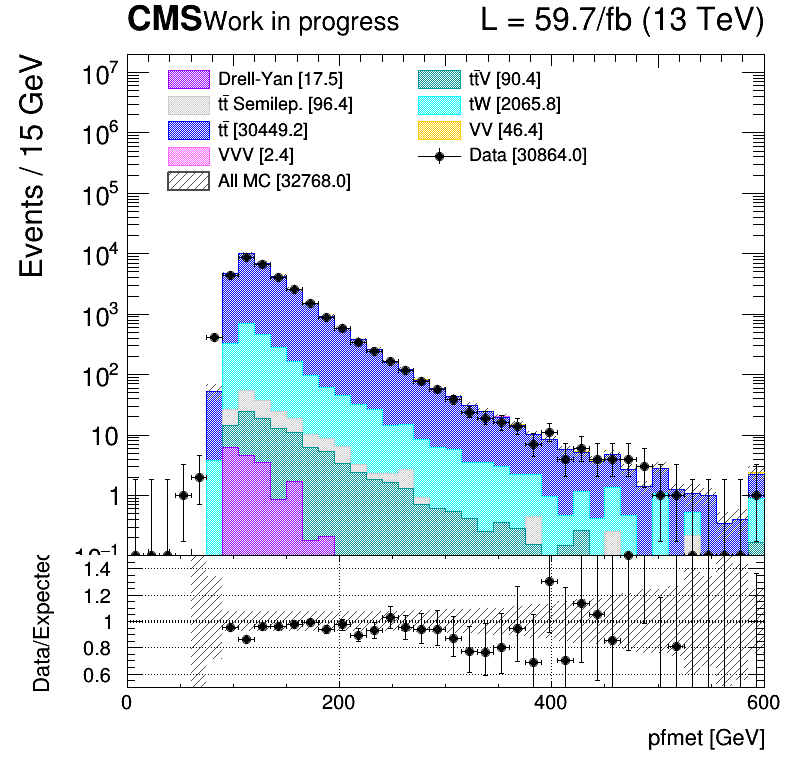 CMS Work in progress L = 59.7/fb (13 TeV)
Events / 15 GeV
10⁷
10⁶
10⁵
10⁴
10³
10²
10
1
10⁻¹
Drell-Yan [17.5]
tt̄ Semilep. [96.4]
tt̄ [30449.2]
VVV [2.4]
All MC [32768.0]
tt̄V [90.4]
tW [2065.8]
VV [46.4]
Data [30864.0]
Data/Expected
1.4
1.2
1
0.8
0.6
0 200 400 600
pfmet [GeV]